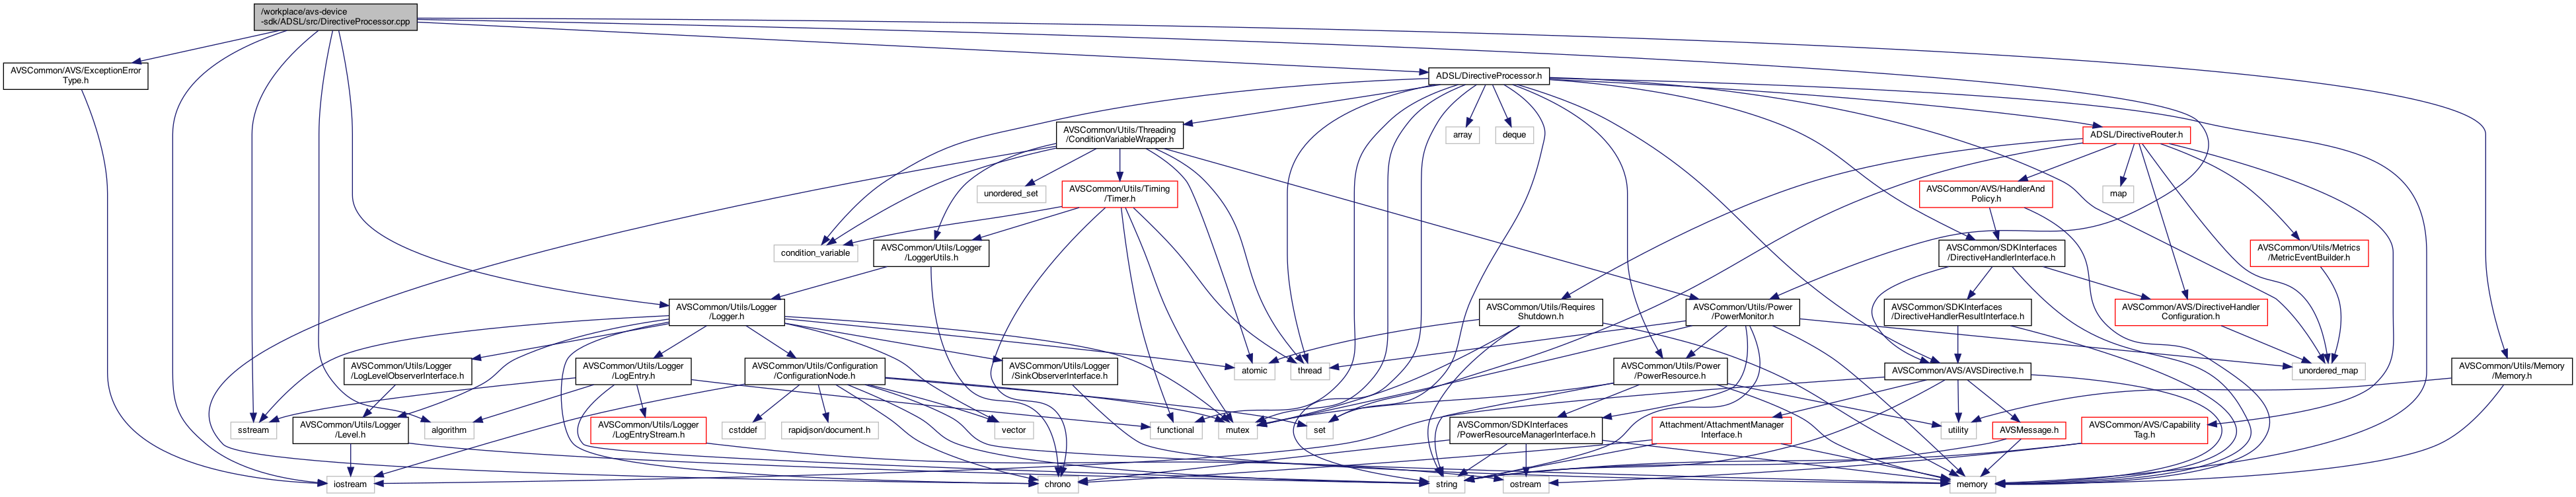 /workplace/avs-device
-sdk/ADSL/src/DirectiveProcessor.cpp
AVSCommon/AVS/ExceptionError
Type.h
ADSL/DirectiveProcessor.h
AVSCommon/Utils/Threading
/ConditionVariableWrapper.h
array
deque
ADSL/DirectiveRouter.h
unordered_set
AVSCommon/Utils/Timing
/Timer.h
AVSCommon/AVS/HandlerAnd
Policy.h
map
condition_variable
AVSCommon/Utils/Logger
/LoggerUtils.h
AVSCommon/SDKInterfaces
/DirectiveHandlerInterface.h
AVSCommon/Utils/Metrics
/MetricEventBuilder.h
AVSCommon/Utils/Logger
/Logger.h
AVSCommon/Utils/Requires
Shutdown.h
AVSCommon/Utils/Power
/PowerMonitor.h
AVSCommon/SDKInterfaces
/DirectiveHandlerResultInterface.h
AVSCommon/AVS/DirectiveHandler
Configuration.h
AVSCommon/Utils/Logger
/LogLevelObserverInterface.h
AVSCommon/Utils/Logger
/LogEntry.h
AVSCommon/Utils/Configuration
/ConfigurationNode.h
AVSCommon/Utils/Logger
/SinkObserverInterface.h
atomic
thread
AVSCommon/Utils/Power
/PowerResource.h
AVSCommon/AVS/AVSDirective.h
unordered_map
AVSCommon/Utils/Memory
/Memory.h
sstream
AVSCommon/Utils/Logger
/Level.h
algorithm
AVSCommon/Utils/Logger
/LogEntryStream.h
cstddef
rapidjson/document.h
vector
functional
mutex
set
AVSCommon/SDKInterfaces
/PowerResourceManagerInterface.h
Attachment/AttachmentManager
Interface.h
utility
AVSMessage.h
AVSCommon/AVS/Capability
Tag.h
iostream
chrono
string
ostream
memory